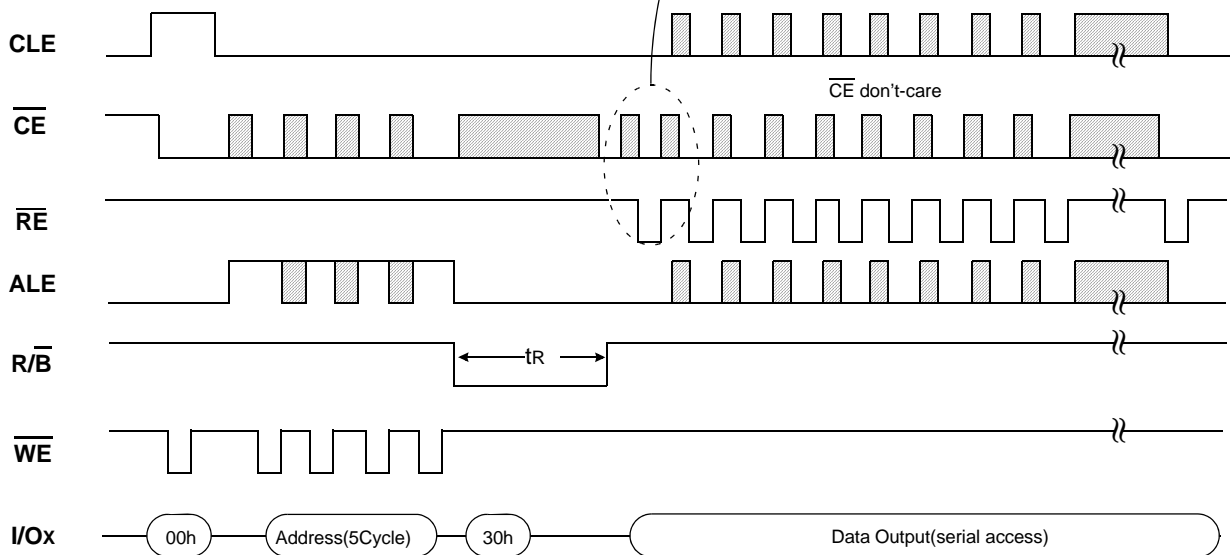 CLE
CE don't-care
CE
RE
ALE
R/B
tR
WE
I/Ox
00h
Address(5Cycle)
30h
Data Output(serial access)